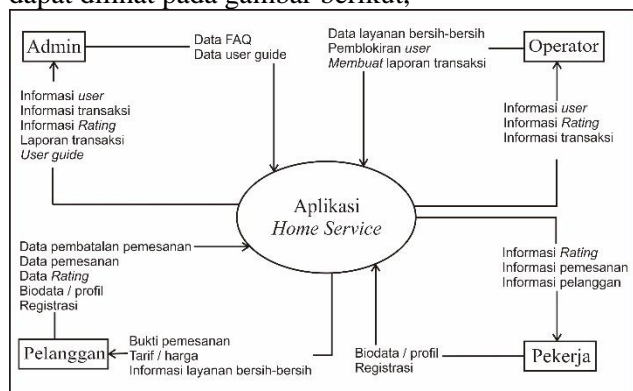 dapat dilihat pada gambar berikut,
Admin
Data FAQ
Data user guide
Data layanan bersih-bersih
Pemblokiran user
Membuat laporan transaksi
Operator
Informasi user
Informasi transaksi
Informasi Rating
Laporan transaksi
User guide
Informasi user
Informasi Rating
Informasi transaksi
Aplikasi
Home Service
Data pembatalan pemesanan
Data pemesanan
Data Rating
Biodata / profil
Registrasi
Informasi Rating
Informasi pemesanan
Informasi pelanggan
Pelanggan
Bukti pemesanan
Tarif / harga
Informasi layanan bersih-bersih
Biodata / profil
Registrasi
Pekerja